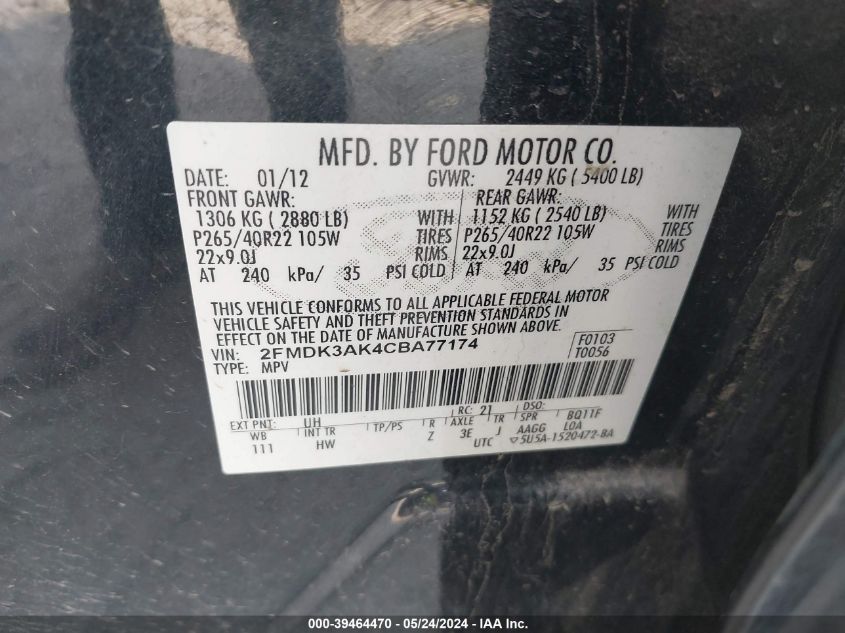 MFD. BY FORD MOTOR CO.
DATE: 01/12 GVWR: 2449 KG ( 5400 LB)
FRONT GAWR: REAR GAWR:
1306 KG ( 2880 LB) WITH 1152 KG ( 2540 LB) WITH
P265/40R22 105W TIRES P265/40R22 105W TIRES
22x9.0J RIMS 22x9.0J RIMS
AT 240 kPa/ 35 PSI COLD AT 240 kPa/ 35 PSI COLD
THIS VEHICLE CONFORMS TO ALL APPLICABLE FEDERAL MOTOR
VEHICLE SAFETY AND THEFT PREVENTION STANDARDS IN
EFFECT ON THE DATE OF MANUFACTURE SHOWN ABOVE.
VIN: 2FMDK3AK4CBA77174 F0103
TYPE: MPV T0056
EXT PNT: UH RC: 21 DSO: BQ11F
WB INT TR TP/PS R AXLE TR SPR LOA
111 HW Z 3E J AAGG
UTC ▽5U5A-1520472-BA
000-39464470 — 05/24/2024 — IAA Inc.